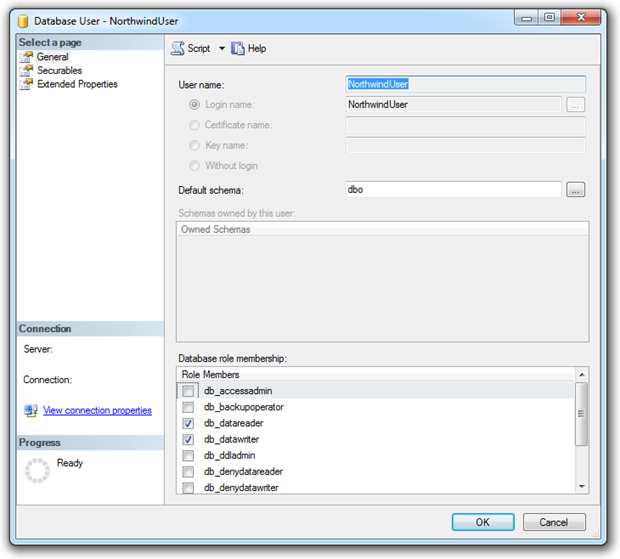 Database User - NorthwindUser
Select a page
General
Securables
Extended Properties
Script Help
User name: NorthwindUser
Login name: NorthwindUser ...
Certificate name:
Key name:
Without login
Default schema: dbo ...
Schemas owned by this user:
Owned Schemas
Connection
Server:
Connection:
View connection properties
Progress
Ready
Database role membership:
Role Members
db_accessadmin
db_backupoperator
db_datareader
db_datawriter
db_ddladmin
db_denydatareader
db_denydatawriter
OK Cancel